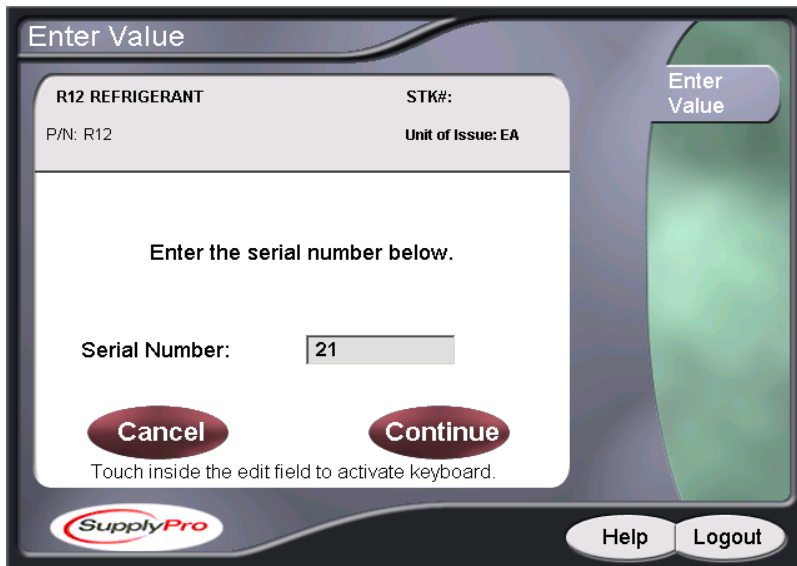 Enter Value
Enter
Value
R12 REFRIGERANT STK#:
P/N: R12 Unit of Issue: EA
Enter the serial number below.
Serial Number: 21
Cancel Continue
Touch inside the edit field to activate keyboard.
SupplyPro
Help Logout